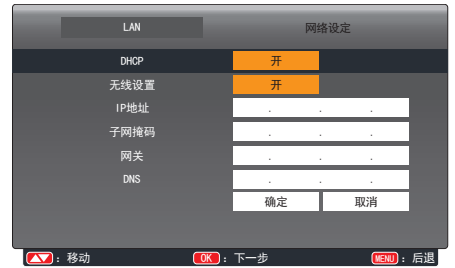 LAN 网络设定
DHCP 开
无线设置 开
IP地址 . . .
子网掩码 . . .
网关 . . .
DNS . . .
确定 取消
：移动 OK ：下一步 MENU ：后退